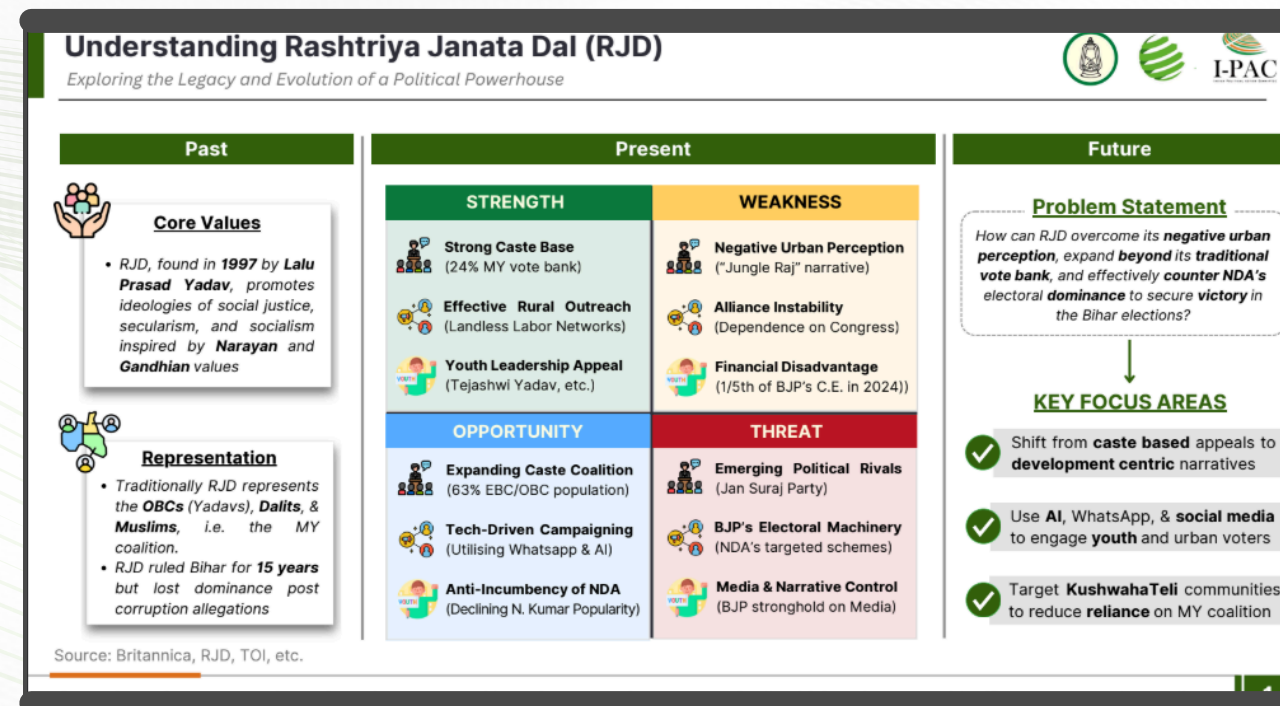 Understanding Rashtriya Janata Dal (RJD)
Exploring the Legacy and Evolution of a Political Powerhouse
I-PAC
Past
Core Values
• RJD, found in 1997 by Lalu
Prasad Yadav, promotes
ideologies of social justice,
secularism, and socialism
inspired by Narayan and
Gandhian values
Representation
• Traditionally RJD represents
the OBCs (Yadavs), Dalits, &
Muslims, i.e. the MY
coalition.
• RJD ruled Bihar for 15 years
but lost dominance post
corruption allegations
Present
STRENGTH
Strong Caste Base
(24% MY vote bank)
Effective Rural Outreach
(Landless Labor Networks)
YOUTH
Youth Leadership Appeal
(Tejashwi Yadav, etc.)
WEAKNESS
Negative Urban Perception
("Jungle Raj" narrative)
Alliance Instability
(Dependence on Congress)
YOUTH
Financial Disadvantage
(1/5th of BJP's C.E. in 2024))
OPPORTUNITY
Expanding Caste Coalition
(63% EBC/OBC population)
Tech-Driven Campaigning
(Utilising Whatsapp & AI)
YOUTH
Anti-Incumbency of NDA
(Declining N. Kumar Popularity)
THREAT
Emerging Political Rivals
(Jan Suraj Party)
BJP's Electoral Machinery
(NDA's targeted schemes)
YOUTH
Media & Narrative Control
(BJP stronghold on Media)
Future
Problem Statement
How can RJD overcome its negative urban
perception, expand beyond its traditional
vote bank, and effectively counter NDA's
electoral dominance to secure victory in
the Bihar elections?
KEY FOCUS AREAS
Shift from caste based appeals to
development centric narratives
Use AI, WhatsApp, & social media
to engage youth and urban voters
Target KushwahaTeli communities
to reduce reliance on MY coalition
Source: Britannica, RJD, TOI, etc.